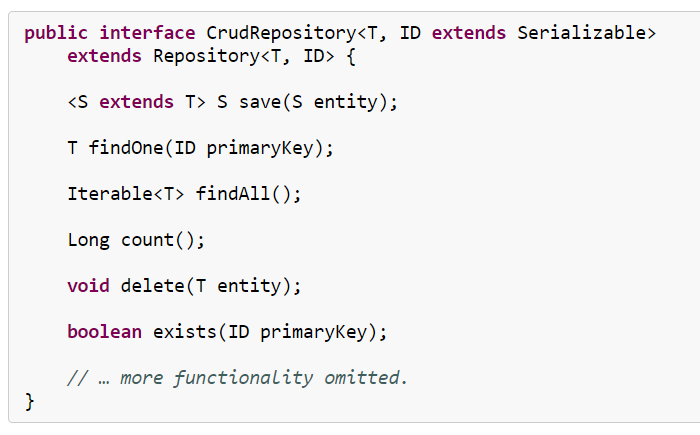 public interface CrudRepository<T, ID extends Serializable>
    extends Repository<T, ID> {
    <S extends T> S save(S entity);
    T findOne(ID primaryKey);
    Iterable<T> findAll();
    Long count();
    void delete(T entity);
    boolean exists(ID primaryKey);
    // … more functionality omitted.
}